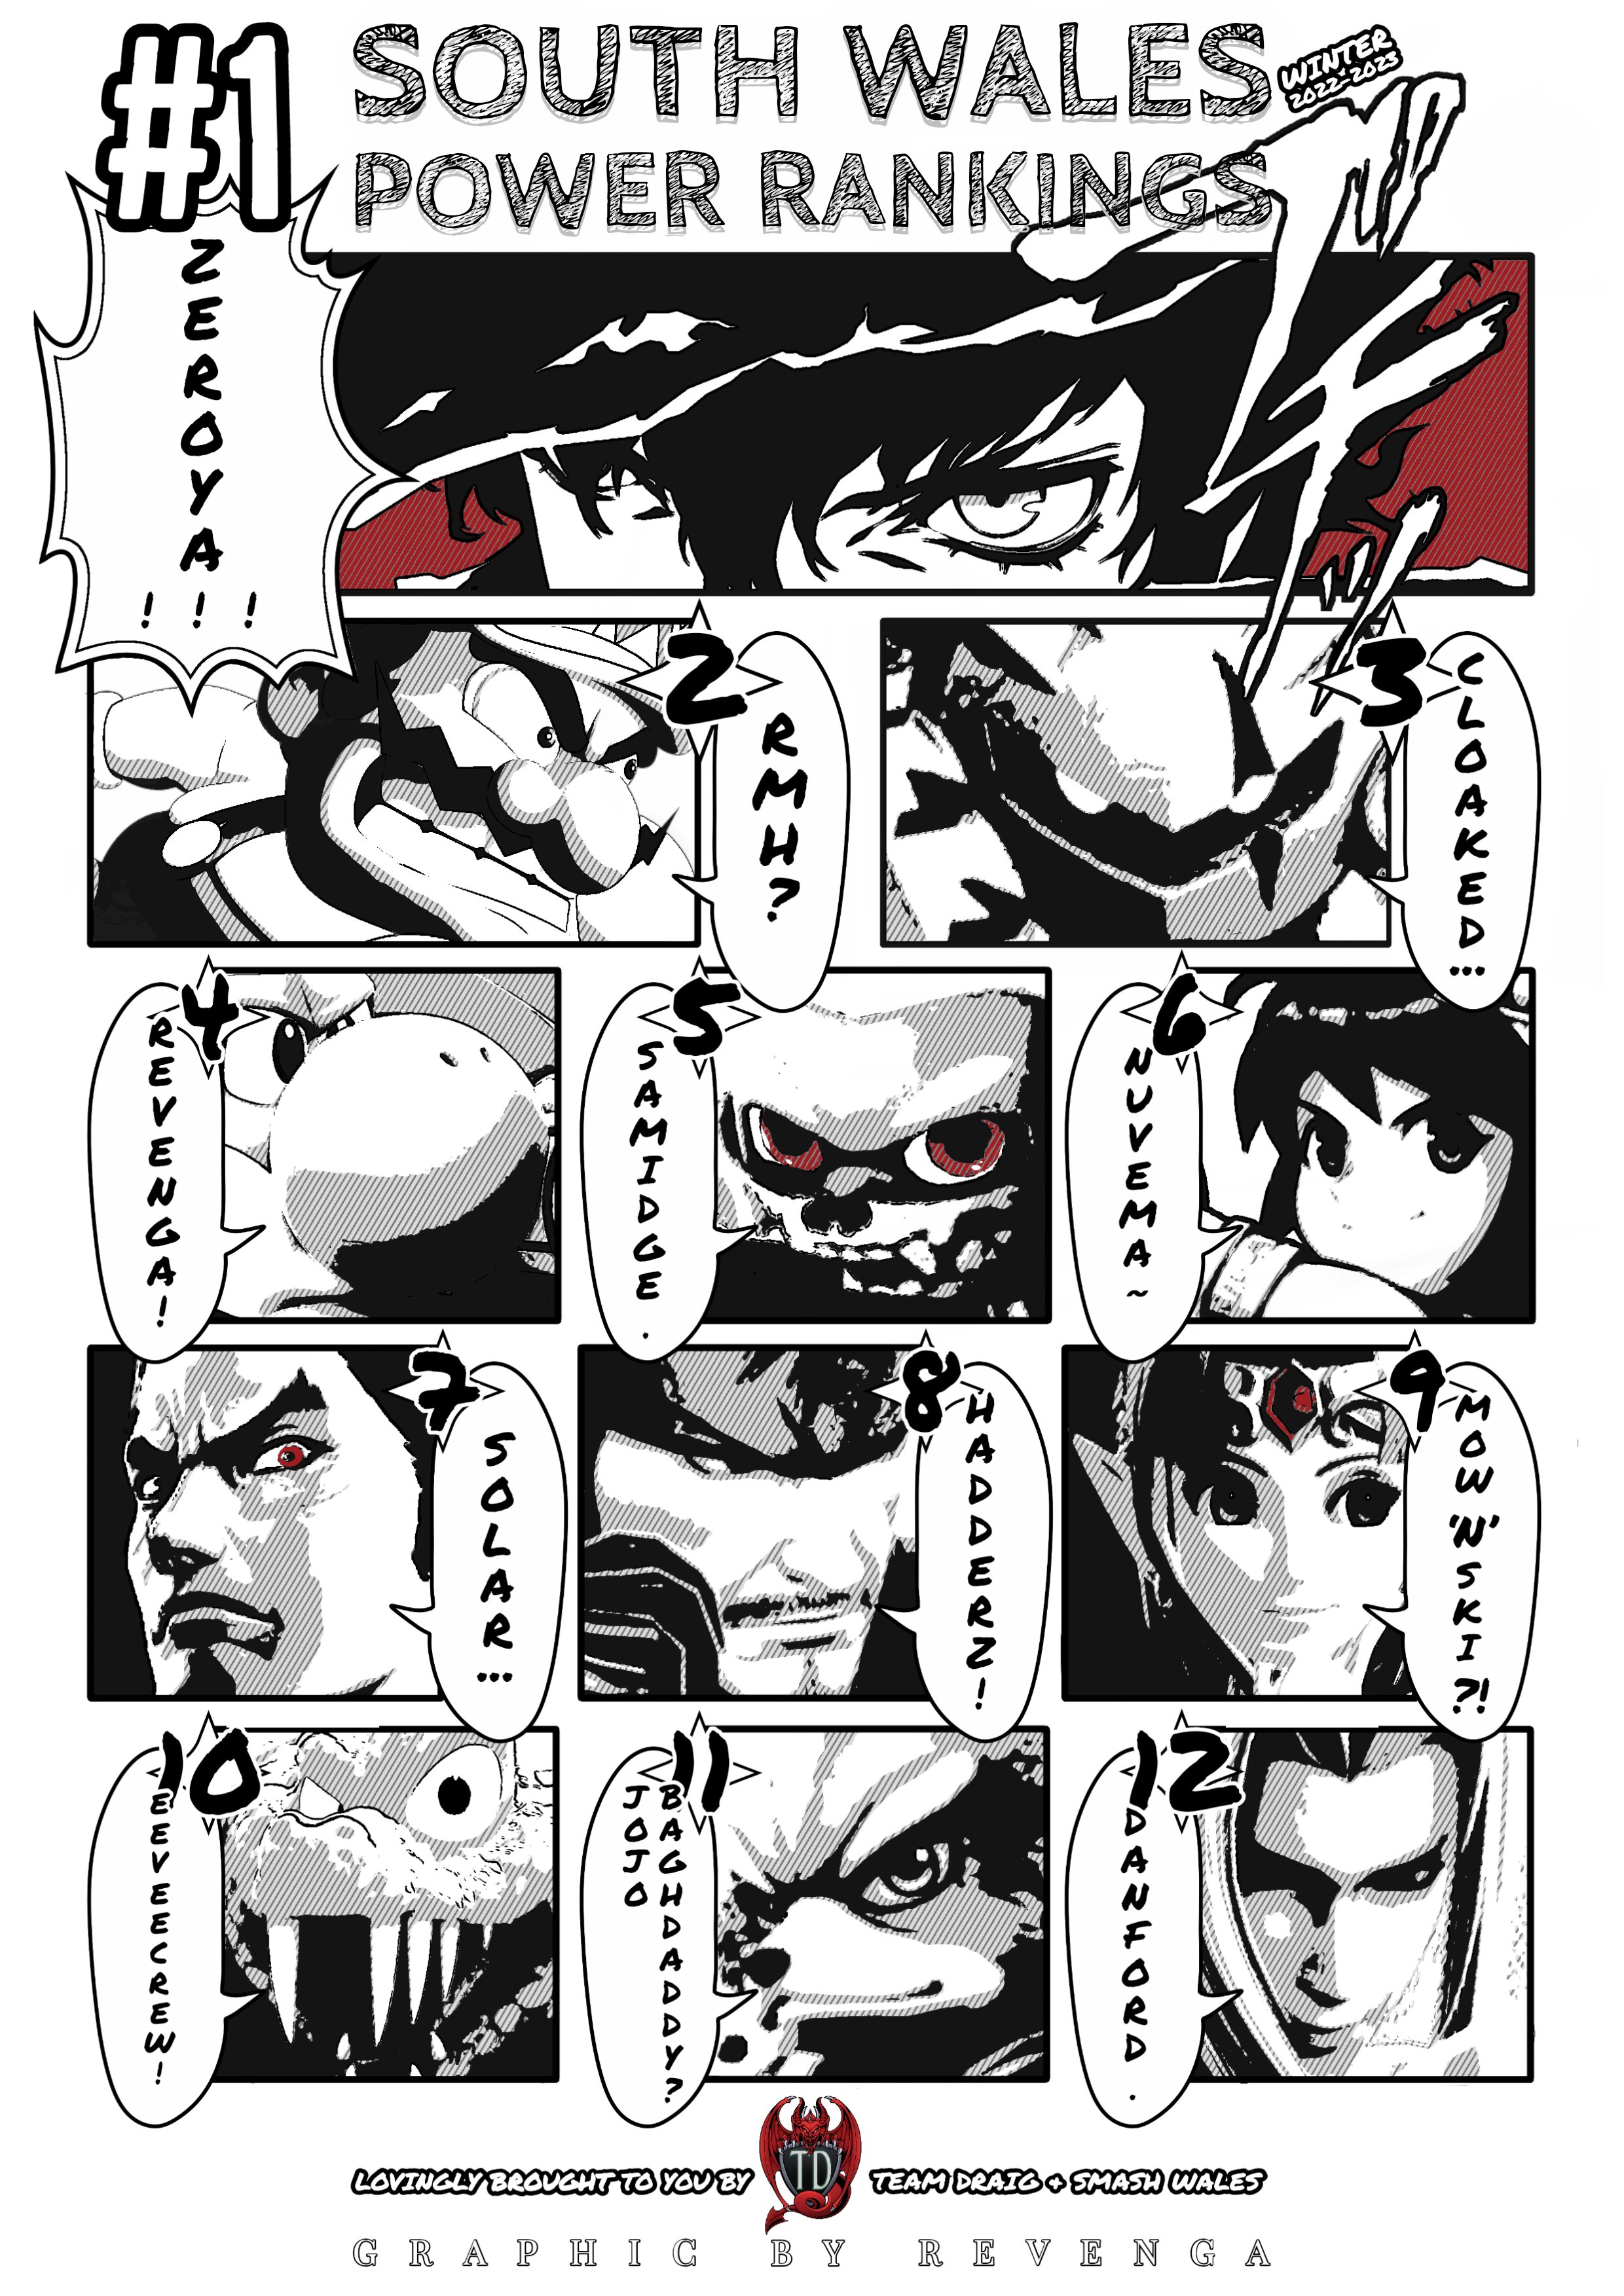 #1
SOUTH WALES
POWER RANKINGS
WINTER
2022-2023
ZEROYA
!!!
2
RMH?
3
CLOAKED...
4
REVENGA!
5
SAMIDGE.
6
NUVEMA~
7
SOLAR...
8
HADDERZ!
9
MOW 'N' SKI?!
10
EEVEECREW!
11
BAGHDADDY?
JOJO
12
DANFORD.
LOVINGLY BROUGHT TO YOU BY
TD
TEAM DRAIG + SMASH WALES
GRAPHIC BY REVENGA